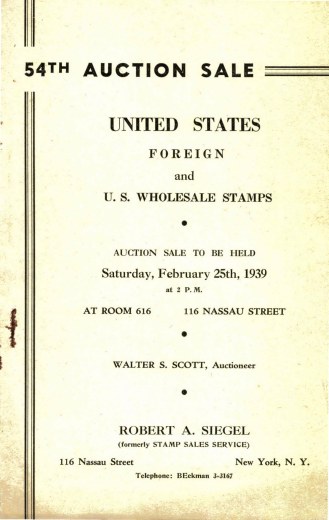 54TH AUCTION SALE
UNITED STATES
FOREIGN
and
U. S. WHOLESALE STAMPS
AUCTION SALE TO BE HELD
Saturday, February 25th, 1939
at 2 P. M.
AT ROOM 616 116 NASSAU STREET
WALTER S. SCOTT, Auctioneer
ROBERT A. SIEGEL
(formerly STAMP SALES SERVICE)
116 Nassau Street New York, N. Y.
Telephone: BEekman 3-3167